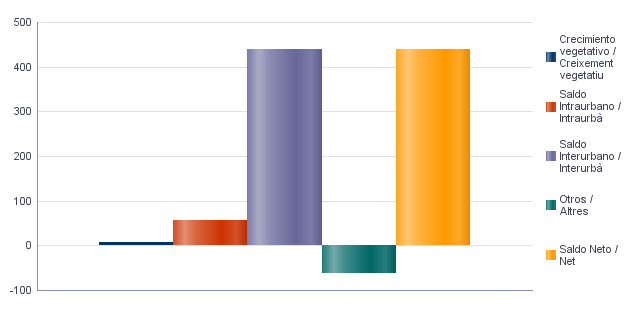 500
400
300
200
100
0
-100
Crecimiento
vegetativo /
Creixement
vegetatiu
Saldo
Intraurbano /
Intraurbà
Saldo
Interurbano /
Interurbà
Otros /
Altres
Saldo Neto /
Net